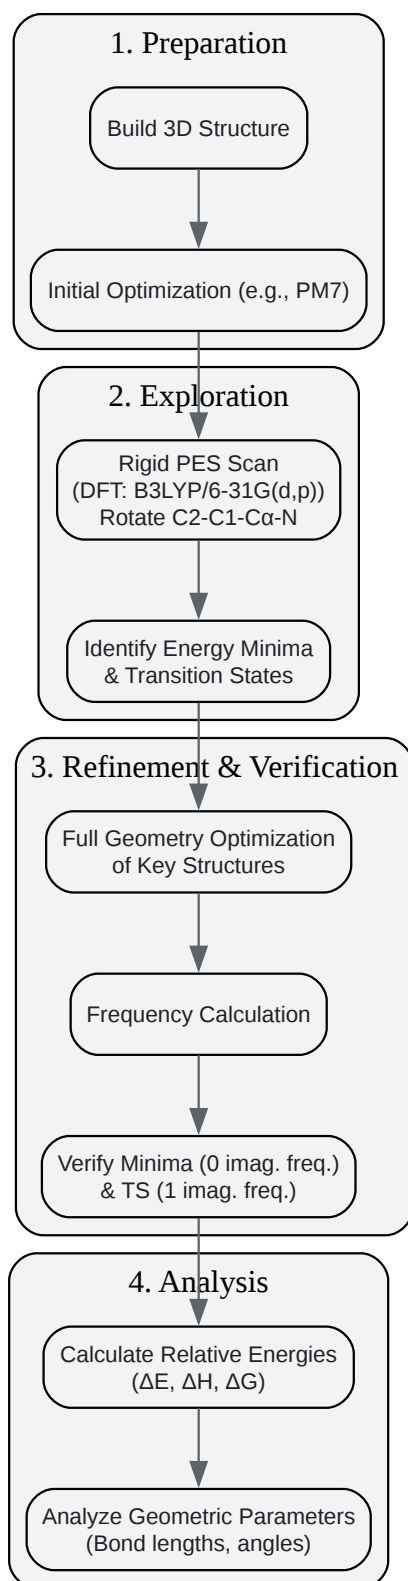 1. Preparation
Build 3D Structure
Initial Optimization (e.g., PM7)
2. Exploration
Rigid PES Scan
(DFT: B3LYP/6-31G(d,p))
Rotate C2-C1-Cα-N
Identify Energy Minima
& Transition States
3. Refinement & Verification
Full Geometry Optimization
of Key Structures
Frequency Calculation
Verify Minima (0 imag. freq.)
& TS (1 imag. freq.)
4. Analysis
Calculate Relative Energies
(ΔE, ΔH, ΔG)
Analyze Geometric Parameters
(Bond lengths, angles)